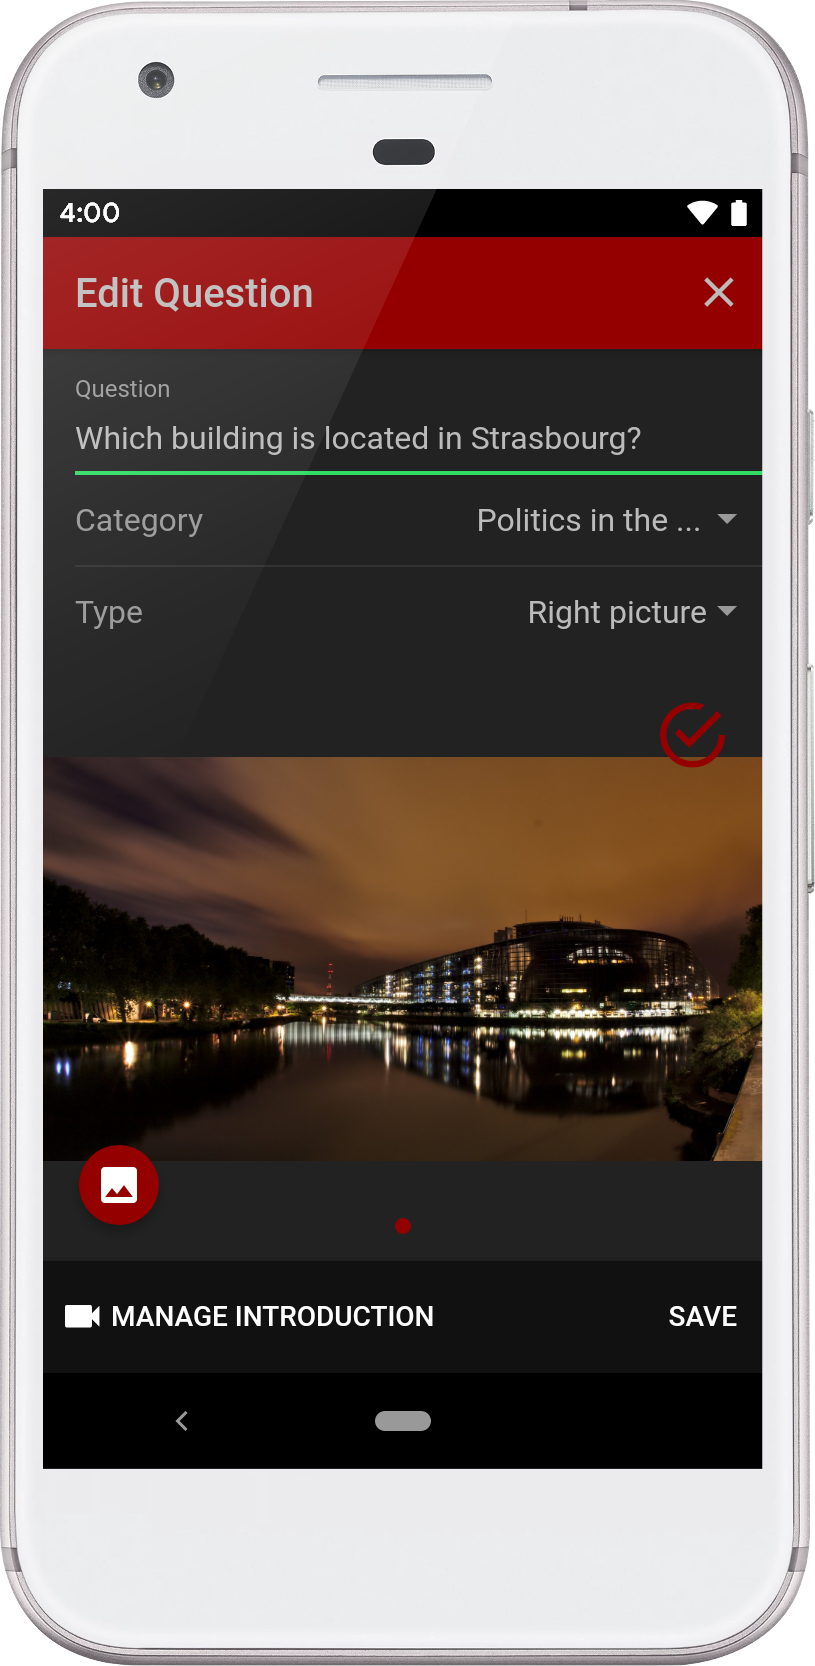 4:00
Edit Question
Question
Which building is located in Strasbourg?
Category
Politics in the ...
Type
Right picture
MANAGE INTRODUCTION
SAVE